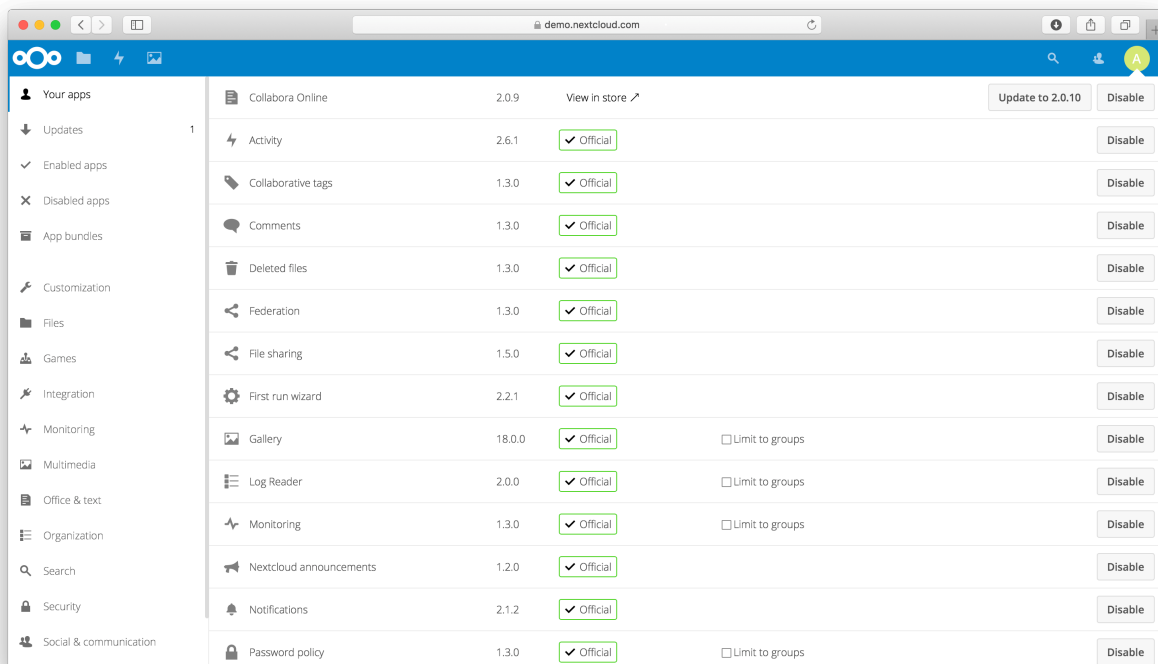 demo.nextcloud.com
A
Your apps
Updates 1
Enabled apps
Disabled apps
App bundles
Customization
Files
Games
Integration
Monitoring
Multimedia
Office & text
Organization
Search
Security
Social & communication
Collabora Online 2.0.9 View in store ↗ Update to 2.0.10 Disable
Activity 2.6.1 Official Disable
Collaborative tags 1.3.0 Official Disable
Comments 1.3.0 Official Disable
Deleted files 1.3.0 Official Disable
Federation 1.3.0 Official Disable
File sharing 1.5.0 Official Disable
First run wizard 2.2.1 Official Disable
Gallery 18.0.0 Official Limit to groups Disable
Log Reader 2.0.0 Official Limit to groups Disable
Monitoring 1.3.0 Official Limit to groups Disable
Nextcloud announcements 1.2.0 Official Disable
Notifications 2.1.2 Official Disable
Password policy 1.3.0 Official Limit to groups Disable